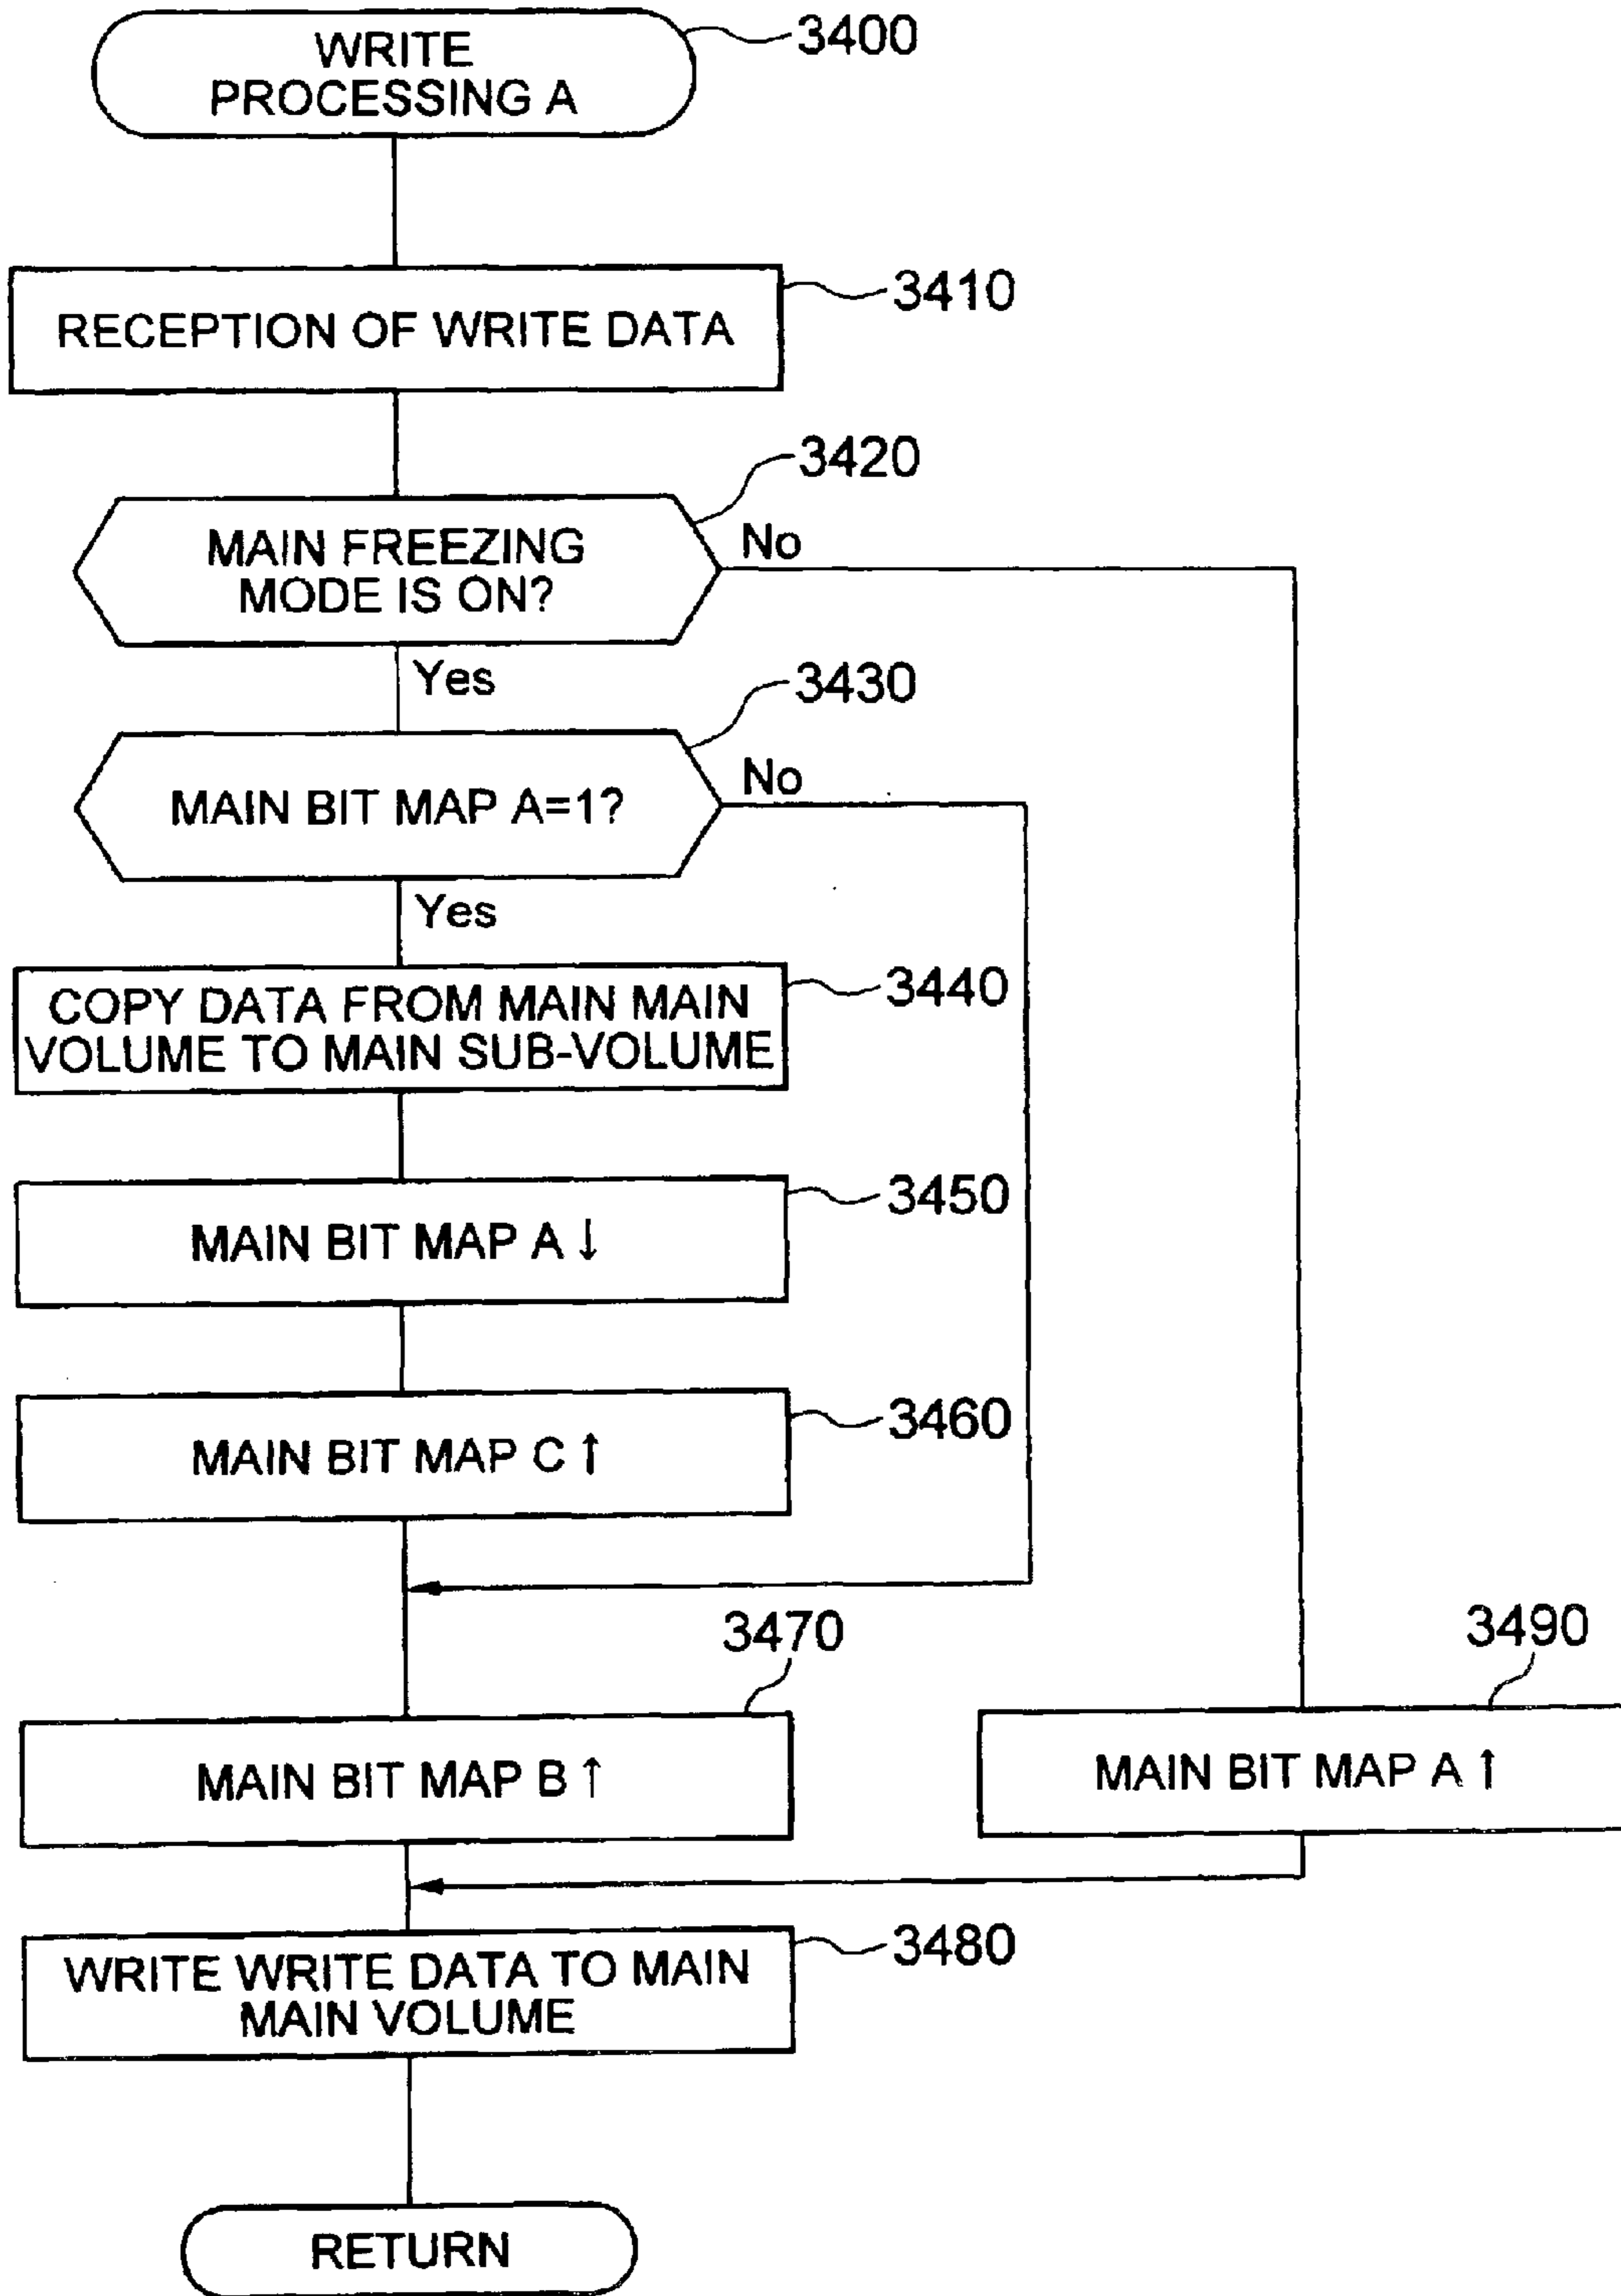 WRITE
PROCESSING A
3400
RECEPTION OF WRITE DATA
3410
MAIN FREEZING
MODE IS ON?
3420
No
Yes
MAIN BIT MAP A=1?
3430
No
Yes
COPY DATA FROM MAIN MAIN
VOLUME TO MAIN SUB-VOLUME
3440
MAIN BIT MAP A ↓
3450
MAIN BIT MAP C ↑
3460
MAIN BIT MAP B ↑
3470
MAIN BIT MAP A ↑
3490
WRITE WRITE DATA TO MAIN
MAIN VOLUME
3480
RETURN